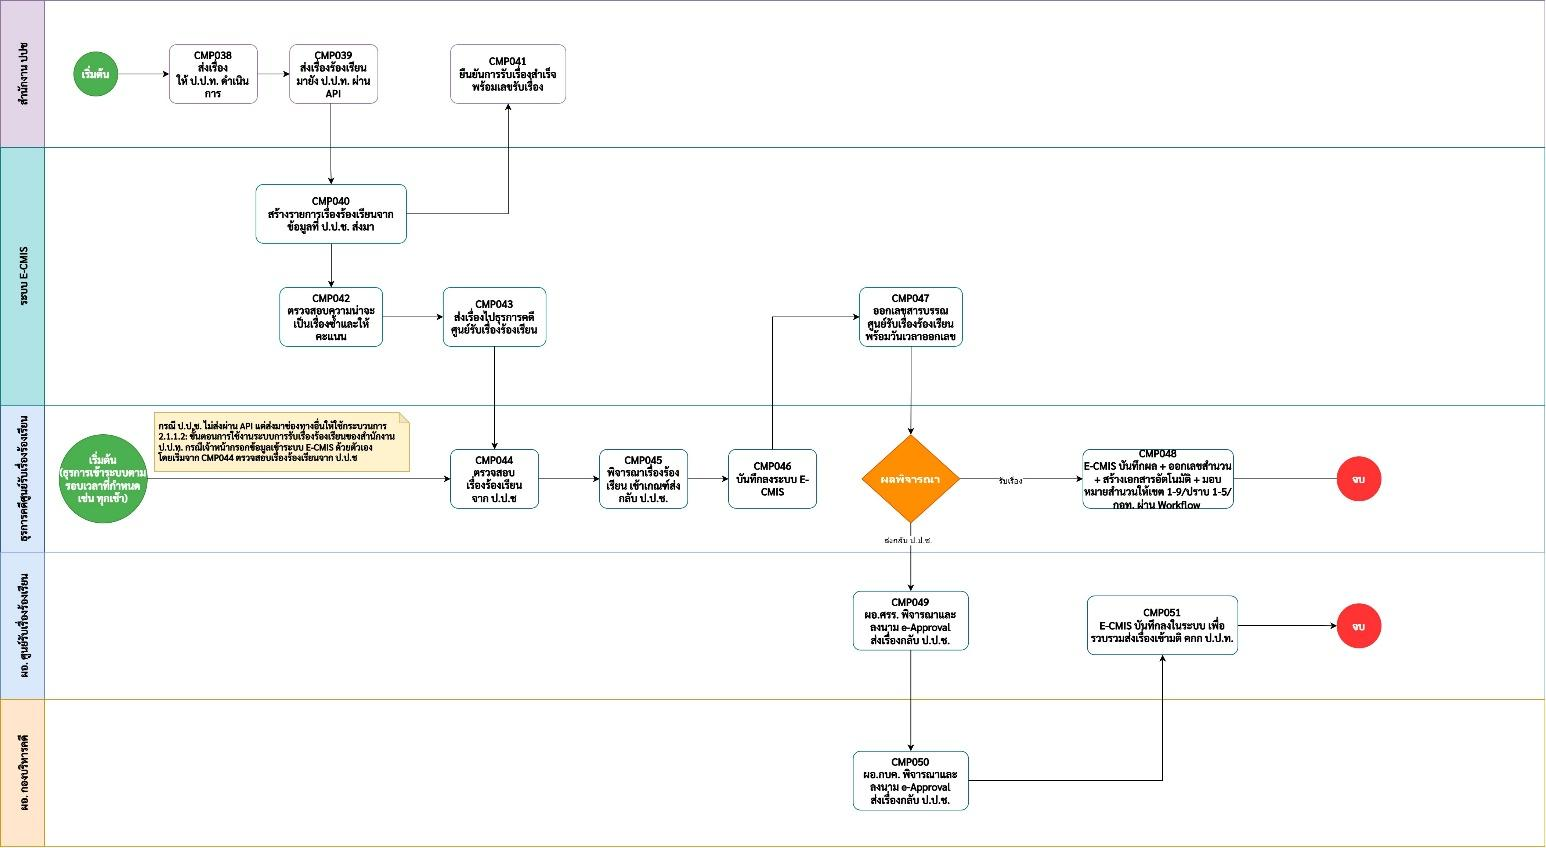 สำนักงาน ปปช
เริ่มต้น
CMP038
ส่งเรื่อง
ให้ ป.ป.ท. ดำเนิน
การ
CMP039
ส่งเรื่องร้องเรียน
มายัง ป.ป.ท. ผ่าน
API
CMP041
ยืนยันการรับเรื่องสำเร็จ
พร้อมเลขรับเรื่อง
ระบบ E-CMIS
CMP040
สร้างรายการเรื่องร้องเรียนจาก
ข้อมูลที่ ป.ป.ช. ส่งมา
CMP042
ตรวจสอบความน่าจะ
เป็นเรื่องซ้ำและให้
คะแนน
CMP043
ส่งเรื่องไปธุรการคดี
ศูนย์รับเรื่องร้องเรียน
CMP047
ออกเลขสารบรรณ
ศูนย์รับเรื่องร้องเรียน
พร้อมวันเวลาออกเลข
ธุรการคดีศูนย์รับเรื่องร้องเรียน
เริ่มต้น
(ธุรการเข้าระบบตาม
รอบเวลาที่กำหนด
เช่น ทุกเช้า)
กรณี ป.ป.ช. ไม่ส่งผ่าน API แต่ส่งมาช่องทางอื่นให้ใช้กระบวนการ
2.1.1.2: ขั้นตอนการใช้งานระบบการรับเรื่องร้องเรียนของสำนักงาน
ป.ป.ท. กรณีเจ้าหน้ากรอกข้อมูลเข้าระบบ E-CMIS ด้วยตัวเอง
โดยเริ่มจาก CMP044 ตรวจสอบเรื่องร้องเรียนจาก ป.ป.ช
CMP044
ตรวจสอบ
เรื่องร้องเรียน
จาก ป.ป.ช
CMP045
พิจารณาเรื่องร้อง
เรียน เข้าเกณฑ์ส่ง
กลับ ป.ป.ช.
CMP046
บันทึกลงระบบ E-
CMIS
ผลพิจารณา
รับเรื่อง
CMP048
E-CMIS บันทึกผล + ออกเลขสำนวน
+ สร้างเอกสารอัตโนมัติ + มอบ
หมายสำนวนให้เขต 1-9/ปราบ 1-5/
กอท. ผ่าน Workflow
จบ
ส่งกลับ ป.ป.ช.
ผอ. ศูนย์รับเรื่องร้องเรียน
CMP049
ผอ.ศรร. พิจารณาและ
ลงนาม e-Approval
ส่งเรื่องกลับ ป.ป.ช.
CMP051
E-CMIS บันทึกลงในระบบ เพื่อ
รวบรวมส่งเรื่องเข้ามติ คกก ป.ป.ท.
จบ
ผอ. กองบริหารคดี
CMP050
ผอ.กบค. พิจารณาและ
ลงนาม e-Approval
ส่งเรื่องกลับ ป.ป.ช.